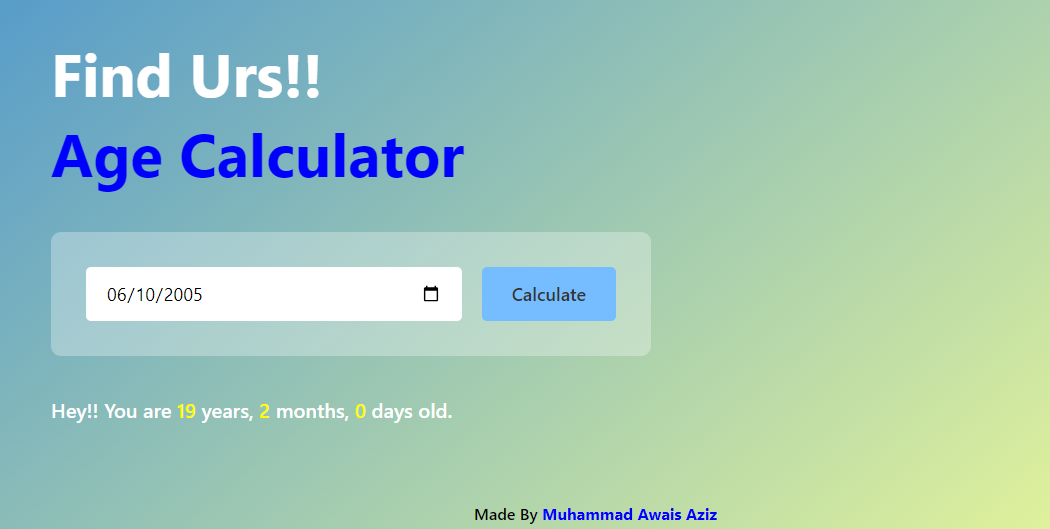 Find Urs!!
Age Calculator
06/10/2005
Calculate
Hey!! You are 19 years, 2 months, 0 days old.
Made By Muhammad Awais Aziz